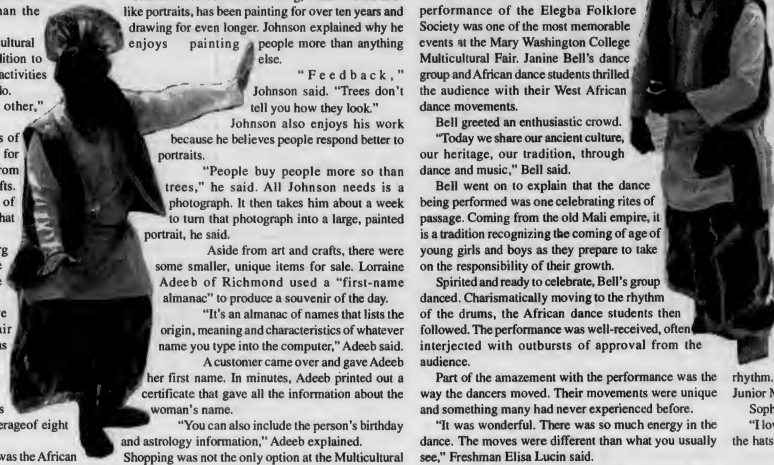 han the
ultural
lition to
activities
lo.
other,"
s of
for
rom
fts.
of
hat
rg
e
e
ve
air
ns
s
erageof eight
was the African
like portraits, has been painting for over ten years and
drawing for even longer. Johnson explained why he
enjoys painting people more than anything
else.
"Feedback,"
Johnson said. "Trees don't
tell you how they look."
Johnson also enjoys his work
because he believes people respond better to
portraits.
"People buy people more so than
trees," he said. All Johnson needs is a
photograph. It then takes him about a week
to turn that photograph into a large, painted
portrait, he said.
Aside from art and crafts, there were
some smaller, unique items for sale. Lorraine
Adeeb of Richmond used a "first-name
almanac" to produce a souvenir of the day.
"It's an almanac of names that lists the
origin, meaning and characteristics of whatever
name you type into the computer," Adeeb said.
A customer came over and gave Adeeb
her first name. In minutes, Adeeb printed out a
certificate that gave all the information about the
woman's name.
"You can also include the person's birthday
and astrology information," Adeeb explained.
Shopping was not the only option at the Multicultural
performance of the Elegba Folklore
Society was one of the most memorable
events at the Mary Washington College
Multicultural Fair. Janine Bell's dance
group and African dance students thrilled
the audience with their West African
dance movements.
Bell greeted an enthusiastic crowd.
"Today we share our ancient culture,
our heritage, our tradition, through
dance and music," Bell said.
Bell went on to explain that the dance
being performed was one celebrating rites of
passage. Coming from the old Mali empire, it
is a tradition recognizing the coming of age of
young girls and boys as they prepare to take
on the responsibility of their growth.
Spirited and ready to celebrate, Bell's group
danced. Charismatically moving to the rhythm
of the drums, the African dance students then
followed. The performance was well-received, often
interjected with outbursts of approval from the
audience.
Part of the amazement with the performance was the
way the dancers moved. Their movements were unique
and something many had never experienced before.
"It was wonderful. There was so much energy in the
dance. The moves were different than what you usually
see," Freshman Elisa Lucin said.
rhythm.
Junior M
Soph
"I lov
the hats